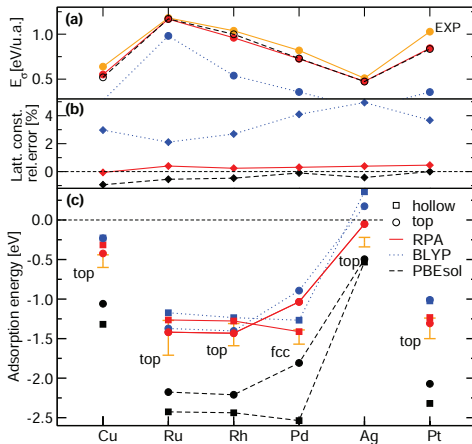 (a)
E_σ [eV/u.a.]
1.0
0.5
EXP
(b)
Latt. const.
rel.error [%]
4
2
0
(c)
Adsorption energy [eV]
0.0
-0.5
-1.0
-1.5
-2.0
-2.5
hollow
top
RPA
BLYP
PBEsol
top
top
top
fcc
top
top
Cu
Ru
Rh
Pd
Ag
Pt